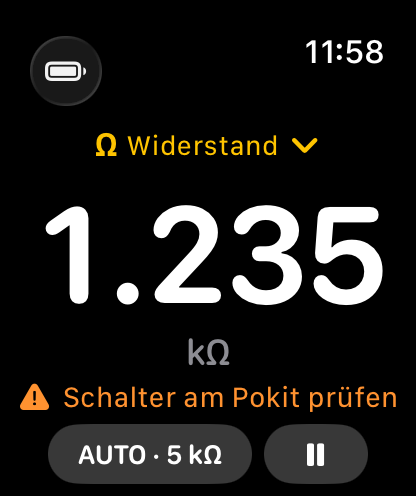 11:58
Ω Widerstand
1.235
kΩ
Schalter am Pokit prüfen
AUTO · 5 kΩ